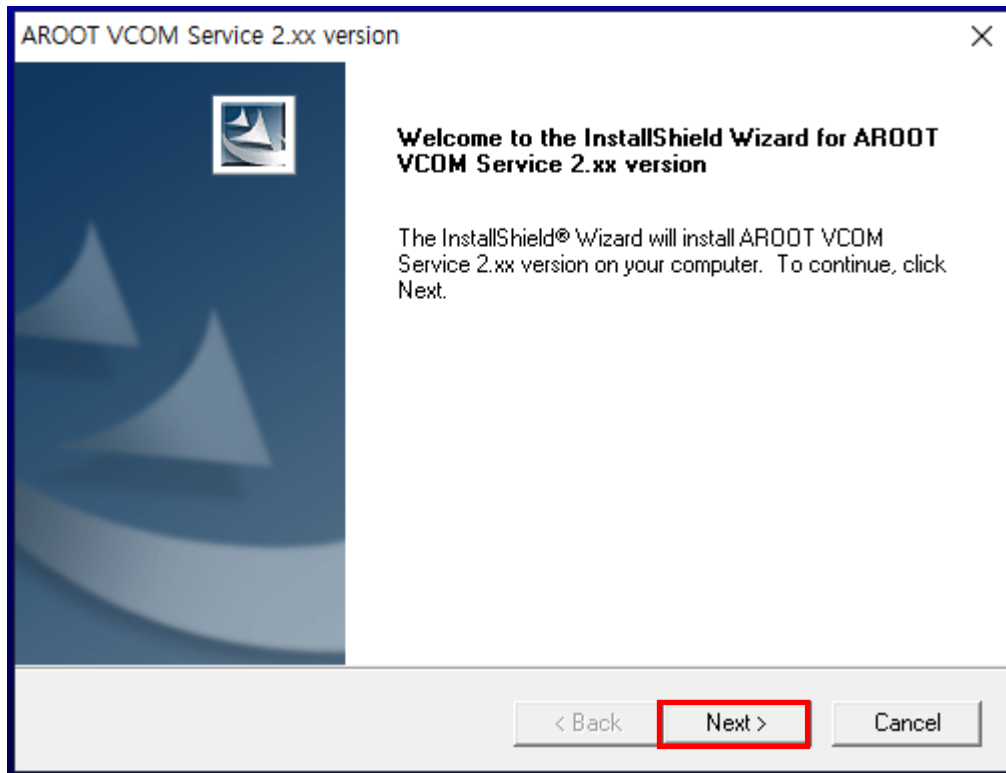 AROOT VCOM Service 2.xx version
Welcome to the InstallShield Wizard for AROOT
VCOM Service 2.xx version
The InstallShield® Wizard will install AROOT VCOM
Service 2.xx version on your computer.  To continue, click
Next.
< Back
Next >
Cancel